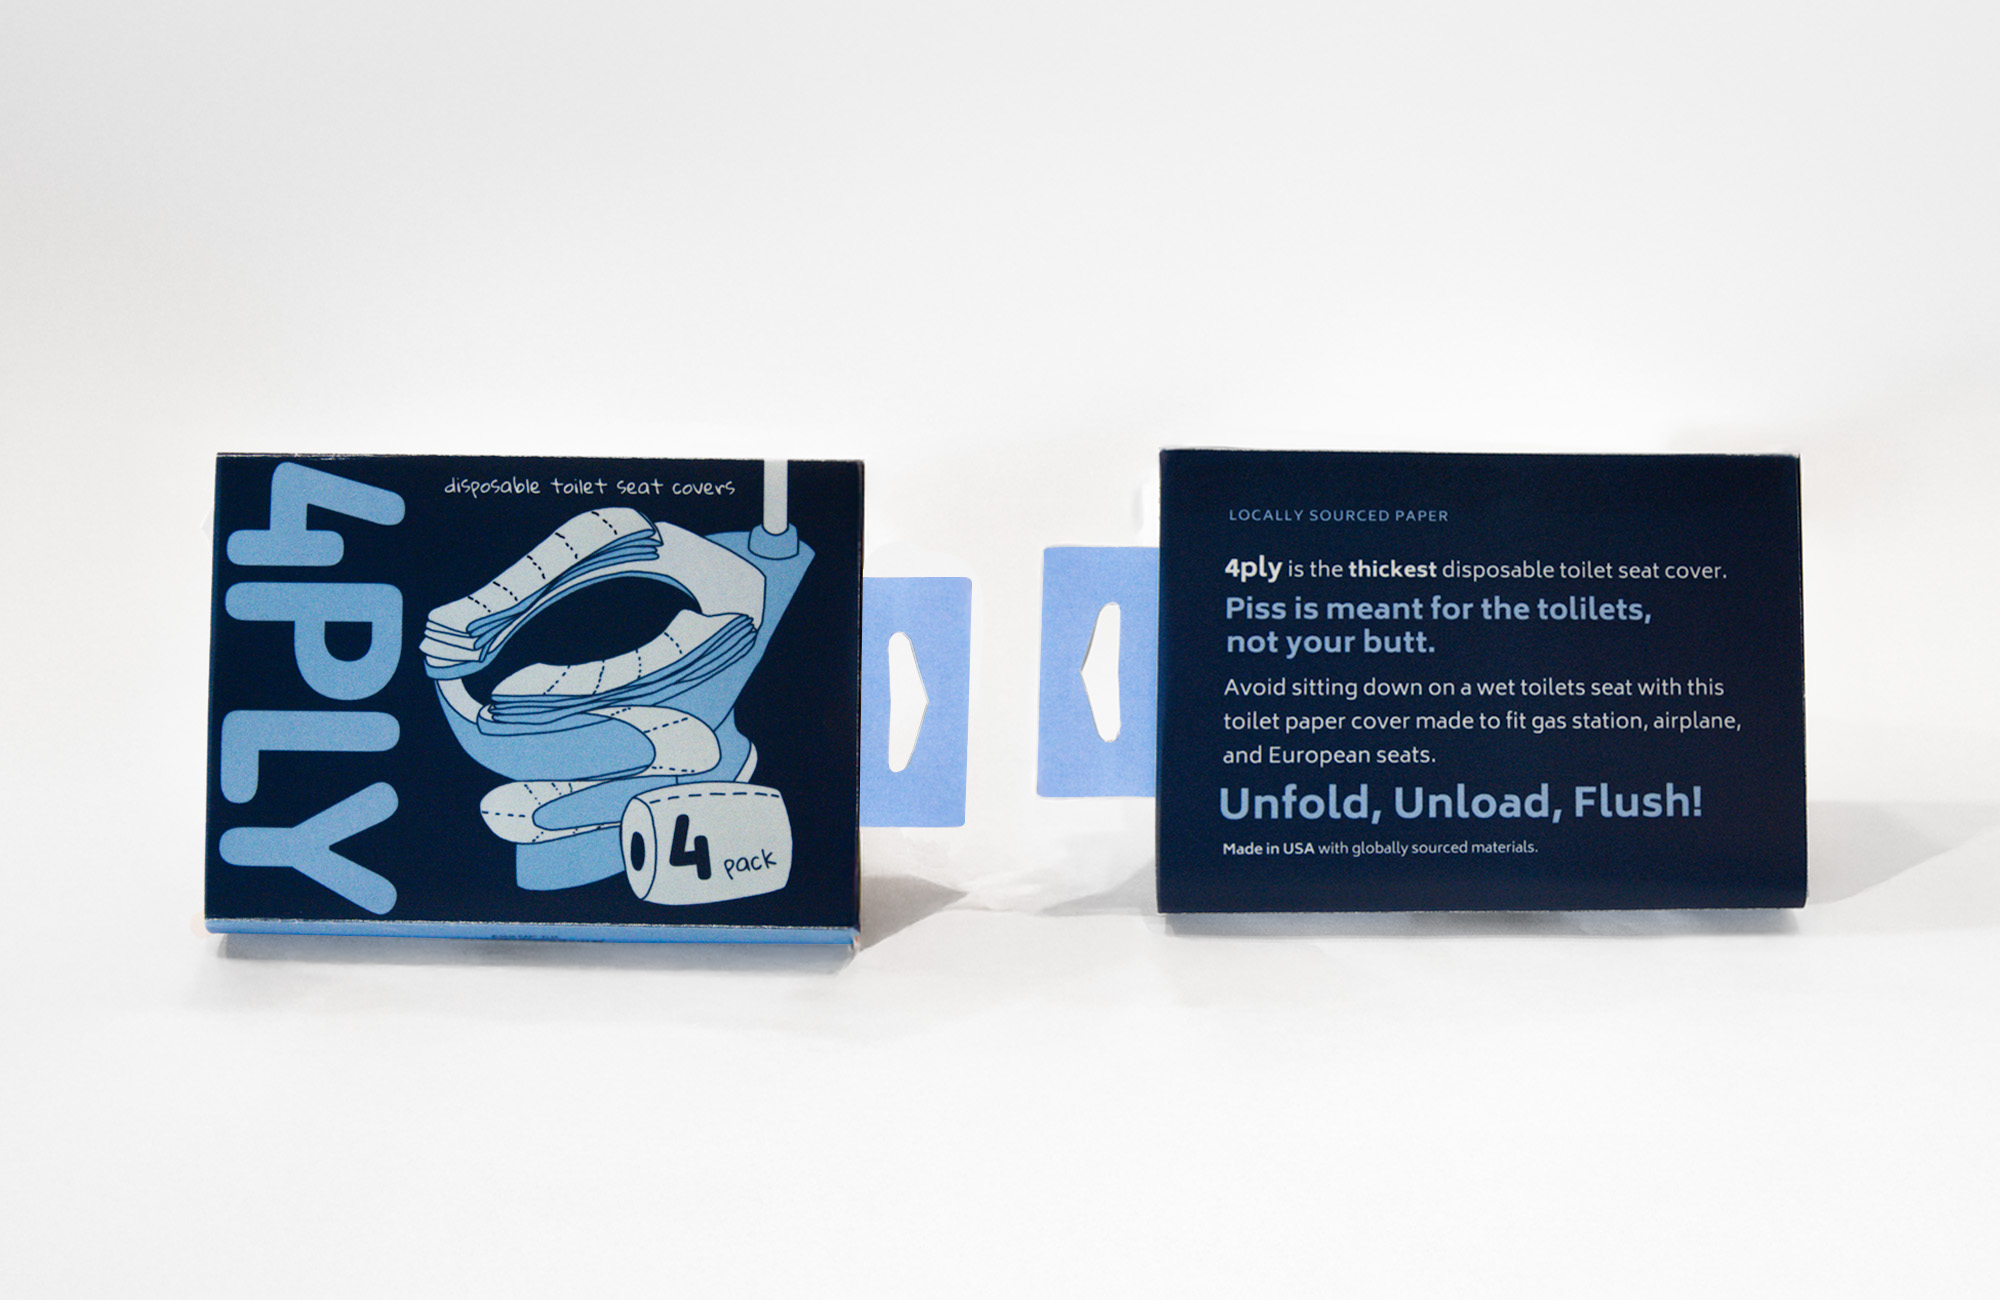 4PLY
disposable toilet seat covers
4 pack
LOCALLY SOURCED PAPER
4ply is the thickest disposable toilet seat cover.
Piss is meant for the tolilets,
not your butt.
Avoid sitting down on a wet toilets seat with this
toilet paper cover made to fit gas station, airplane,
and European seats.
Unfold, Unload, Flush!
Made in USA with globally sourced materials.